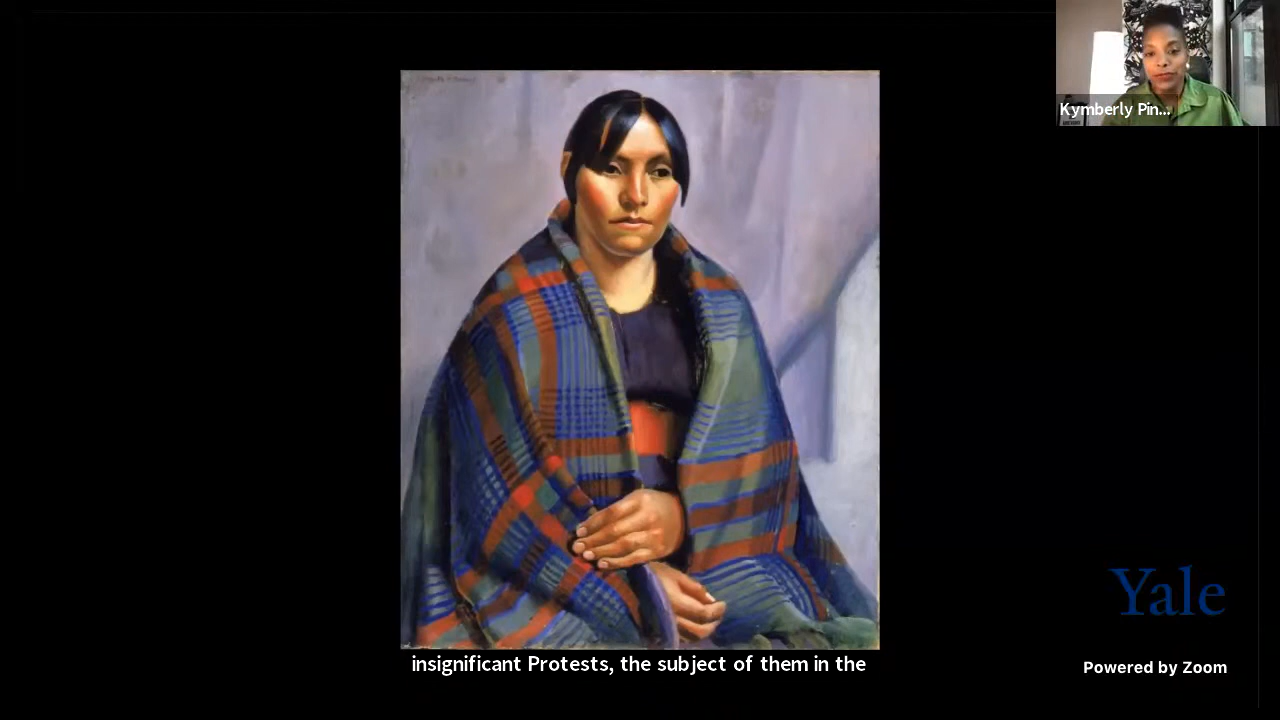 Kymberly Pin...
Yale
insignificant Protests, the subject of them in the
Powered by Zoom